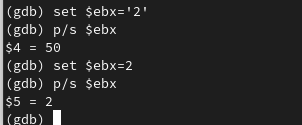 (gdb) set $ebx='2'
(gdb) p/s $ebx
$4 = 50
(gdb) set $ebx=2
(gdb) p/s $ebx
$5 = 2
(gdb)